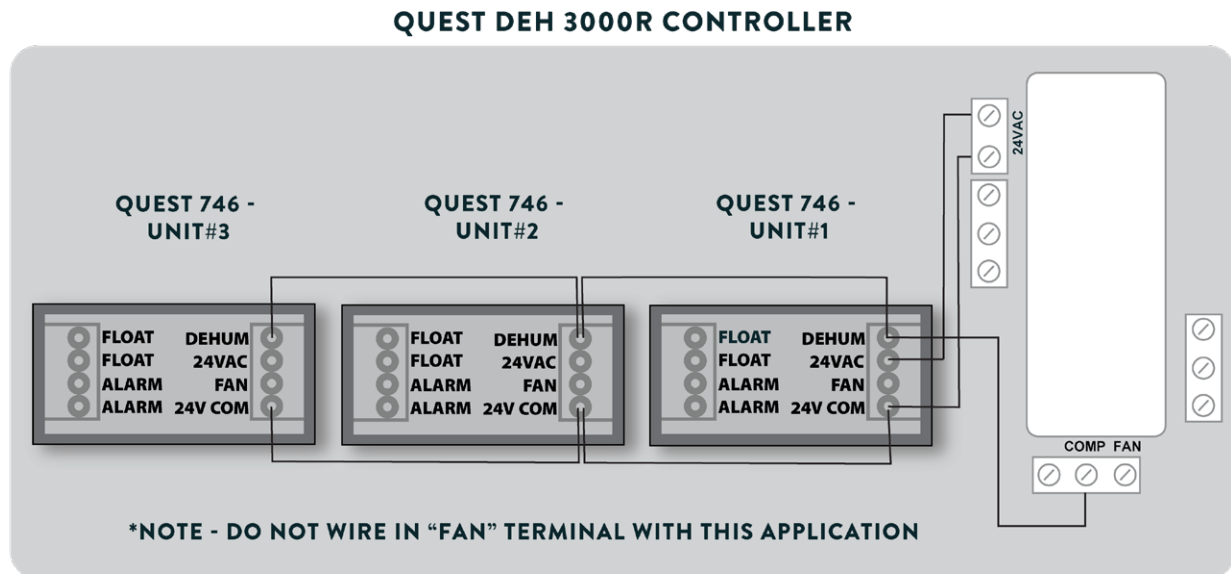 QUEST DEH 3000R CONTROLLER
24VAC
QUEST 746 -
UNIT#3
QUEST 746 -
UNIT#2
QUEST 746 -
UNIT#1
FLOAT DEHUM
FLOAT 24VAC
ALARM FAN
ALARM 24V COM
FLOAT DEHUM
FLOAT 24VAC
ALARM FAN
ALARM 24V COM
FLOAT DEHUM
FLOAT 24VAC
ALARM FAN
ALARM 24V COM
COMP FAN
*NOTE - DO NOT WIRE IN “FAN” TERMINAL WITH THIS APPLICATION